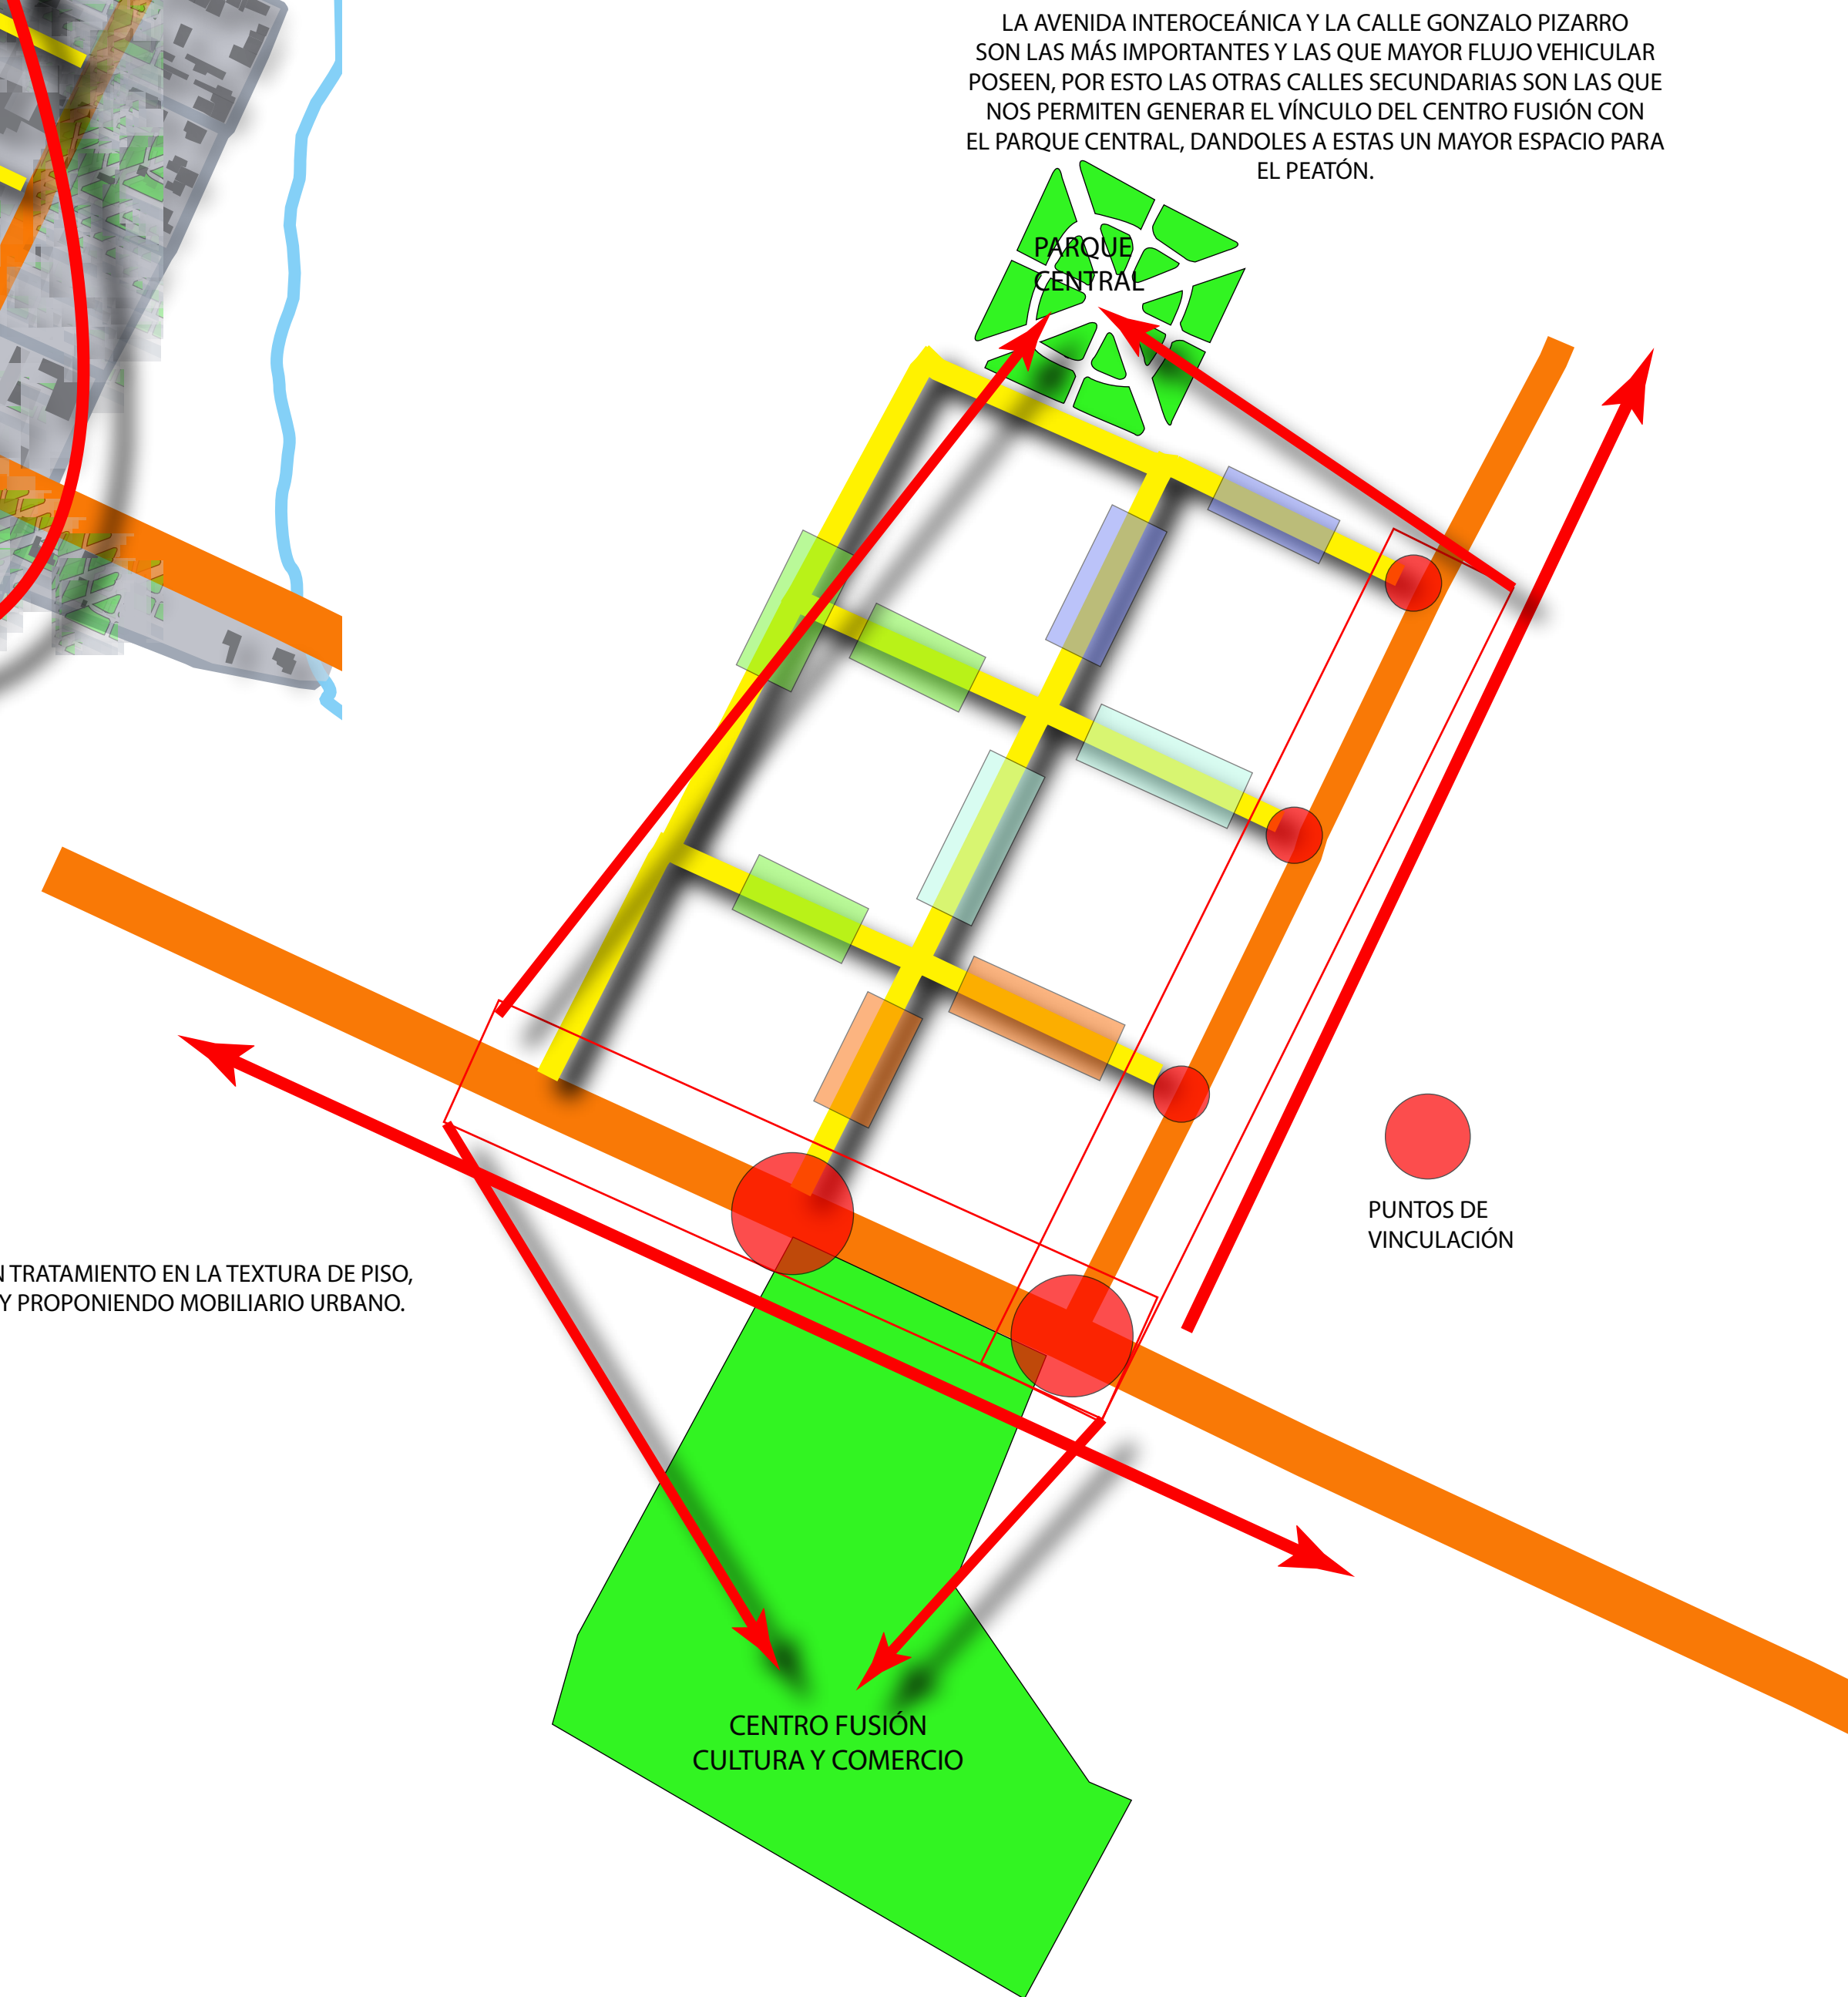 LA AVENIDA INTEROCEÁNICA Y LA CALLE GONZALO PIZARRO
SON LAS MÁS IMPORTANTES Y LAS QUE MAYOR FLUJO VEHICULAR
POSEEN, POR ESTO LAS OTRAS CALLES SECUNDARIAS SON LAS QUE
NOS PERMITEN GENERAR EL VÍNCULO DEL CENTRO FUSIÓN CON
EL PARQUE CENTRAL, DANDOLES A ESTAS UN MAYOR ESPACIO PARA
EL PEATÓN.
PARQUE
CENTRAL
PUNTOS DE
VINCULACIÓN
TRATAMIENTO EN LA TEXTURA DE PISO,
Y PROPONIENDO MOBILIARIO URBANO.
CENTRO FUSIÓN
CULTURA Y COMERCIO